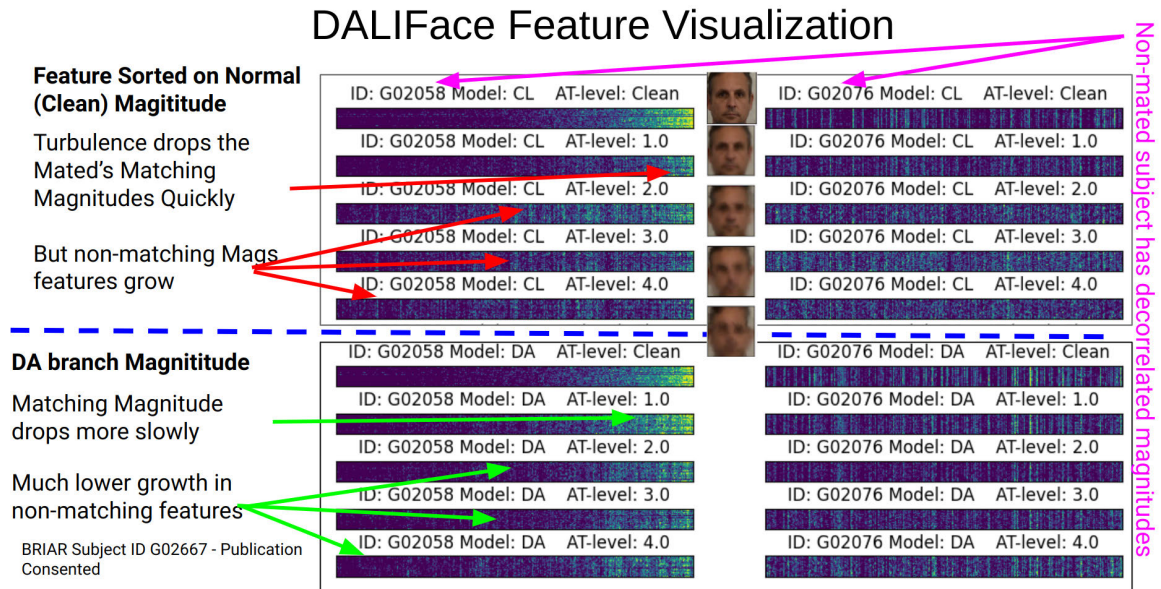 DALIFace Feature Visualization
Feature Sorted on Normal
(Clean) Magititude
Turbulence drops the
Mated's Matching
Magnitudes Quickly
But non-matching Mags
features grow
ID: G02058 Model: CL AT-level: Clean
ID: G02058 Model: CL AT-level: 1.0
ID: G02058 Model: CL AT-level: 2.0
ID: G02058 Model: CL AT-level: 3.0
ID: G02058 Model: CL AT-level: 4.0
ID: G02076 Model: CL AT-level: Clean
ID: G02076 Model: CL AT-level: 1.0
ID: G02076 Model: CL AT-level: 2.0
ID: G02076 Model: CL AT-level: 3.0
ID: G02076 Model: CL AT-level: 4.0
Non-mated subject has decorrelated magnitudes
DA branch Magnititude
Matching Magnitude
drops more slowly
Much lower growth in
non-matching features
BRIAR Subject ID G02667 - Publication
Consented
ID: G02058 Model: DA AT-level: Clean
ID: G02058 Model: DA AT-level: 1.0
ID: G02058 Model: DA AT-level: 2.0
ID: G02058 Model: DA AT-level: 3.0
ID: G02058 Model: DA AT-level: 4.0
ID: G02076 Model: DA AT-level: Clean
ID: G02076 Model: DA AT-level: 1.0
ID: G02076 Model: DA AT-level: 2.0
ID: G02076 Model: DA AT-level: 3.0
ID: G02076 Model: DA AT-level: 4.0